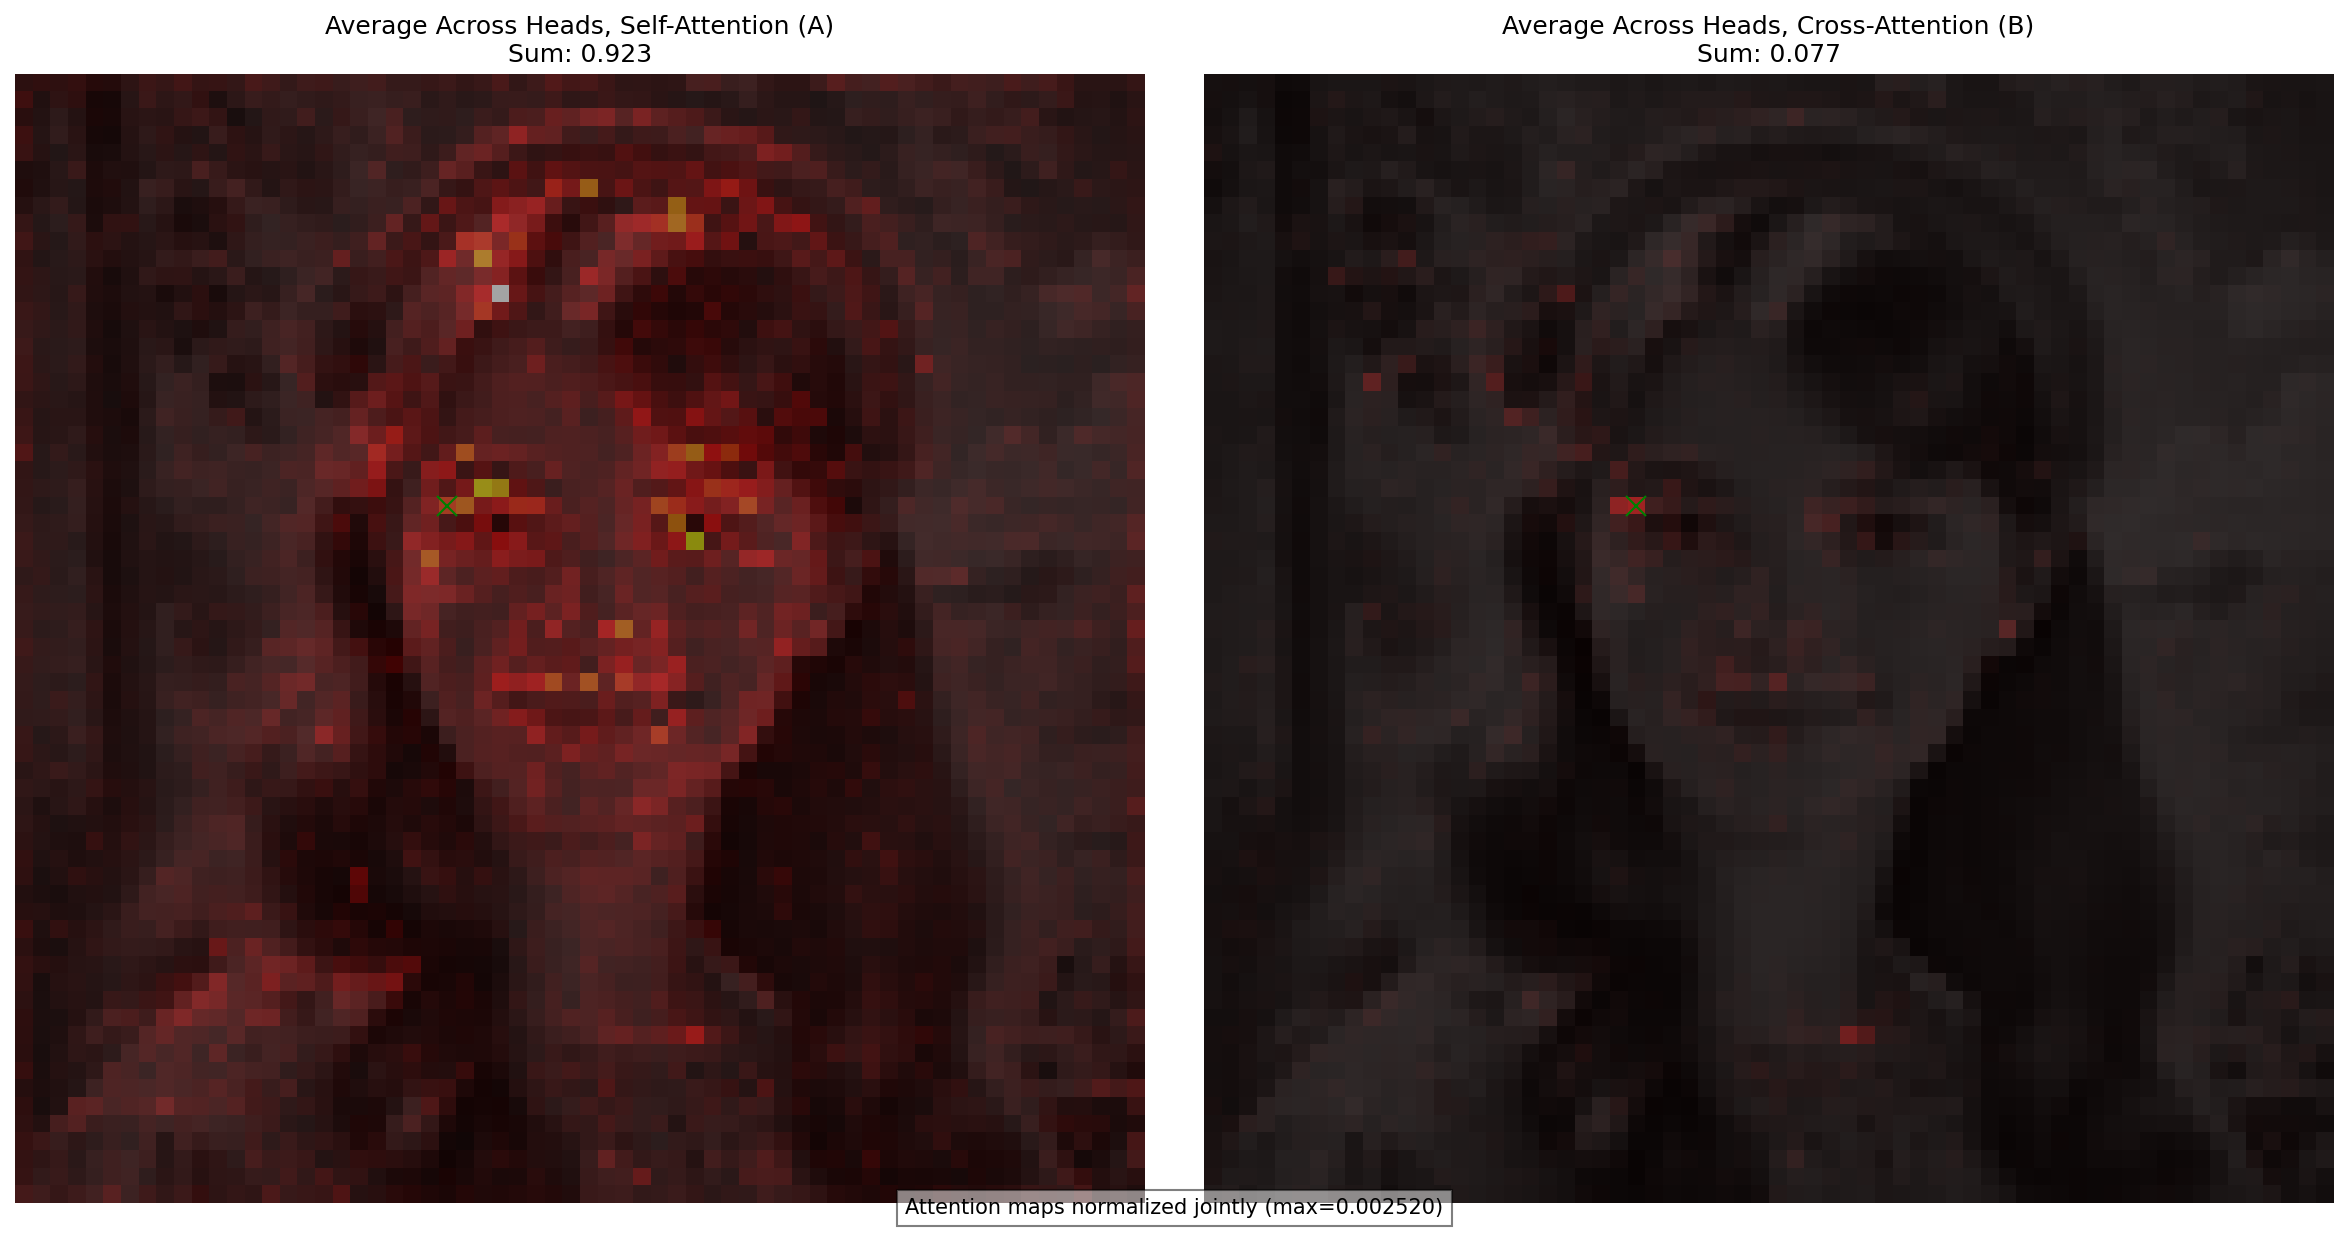 Average Across Heads, Self-Attention (A)
Sum: 0.923
Average Across Heads, Cross-Attention (B)
Sum: 0.077
Attention maps normalized jointly (max=0.002520)